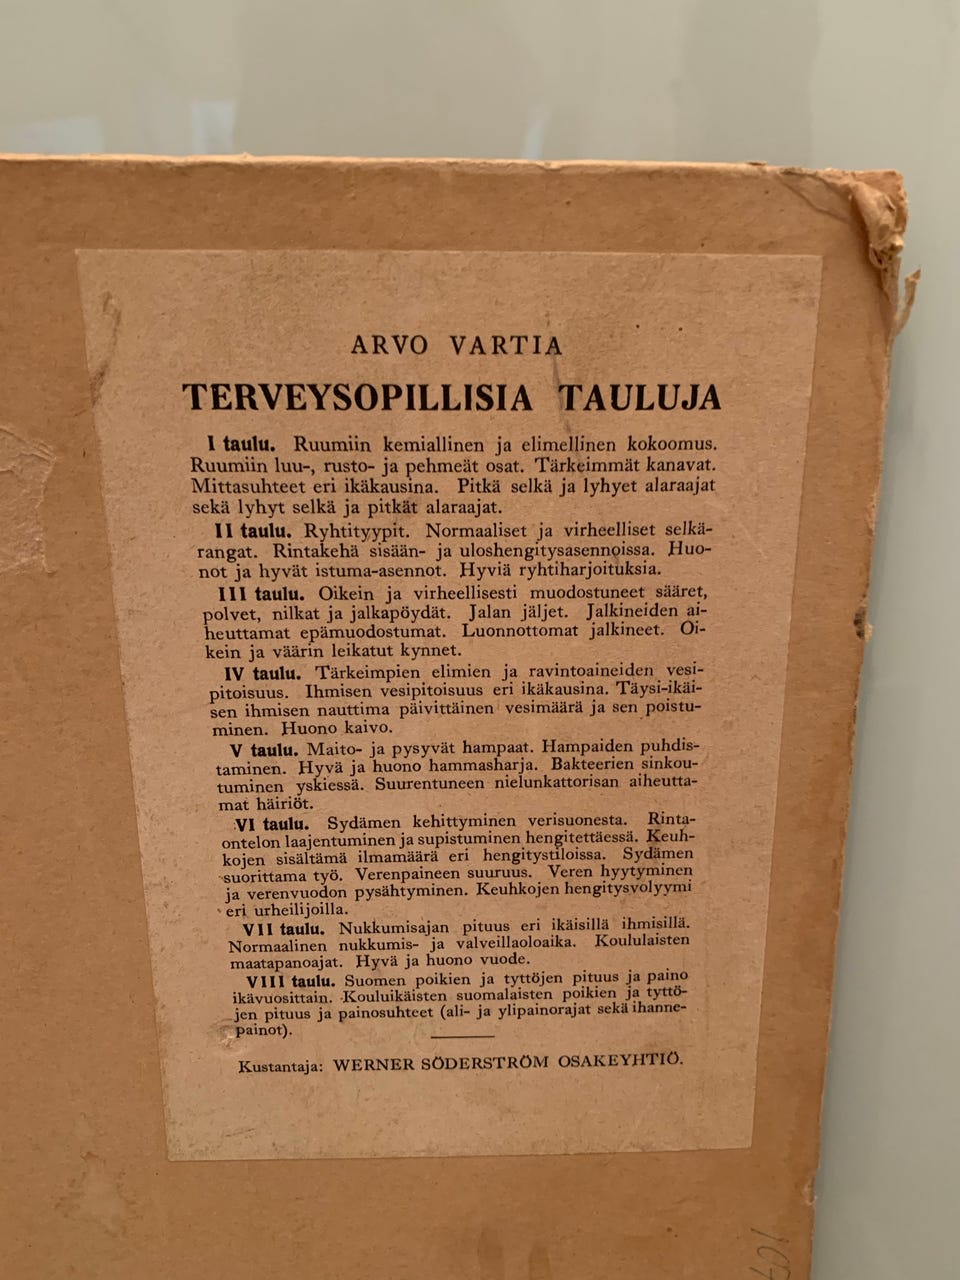 ARVO VARTIA
TERVEYSOPILLISIA TAULUJA
I taulu. Ruumiin kemiallinen ja elimellinen kokoomus.
Ruumiin luu-, rusto- ja pehmeät osat. Tärkeimmät kanavat.
Mittasuhteet eri ikäkausina. Pitkä selkä ja lyhyet alaraajat
sekä lyhyt selkä ja pitkät alaraajat.
II taulu. Ryhtityypit. Normaaliset ja virheelliset selkä-
rangat. Rintakehä sisään- ja uloshengitysasennoissa. Huo-
not ja hyvät istuma-asennot. Hyviä ryhtiharjoituksia.
III taulu. Oikein ja virheellisesti muodostuneet sääret,
polvet, nilkat ja jalkapöydät. Jalan jäljet. Jalkineiden ai-
heuttamat epämuodostumat. Luonnottomat jalkineet. Oi-
kein ja väärin leikatut kynnet.
IV taulu. Tärkeimpien elimien ja ravintoaineiden vesi-
pitoisuus. Ihmisen vesipitoisuus eri ikäkausina. Täysi-ikäi-
sen ihmisen nauttima päivittäinen vesimäärä ja sen poistu-
minen. Huono kaivo.
V taulu. Maito- ja pysyvät hampaat. Hampaiden puhdis-
taminen. Hyvä ja huono hammasharja. Bakteerien sinkou-
tuminen yskiessä. Suurentuneen nielunkattorisan aiheutta-
mat häiriöt.
VI taulu. Sydämen kehittyminen verisuonesta. Rinta-
ontelon laajentuminen ja supistuminen hengitettäessä. Keuh-
kojen sisältämä ilmamäärä eri hengitystiloissa. Sydämen
suorittama työ. Verenpaineen suuruus. Veren hyytyminen
ja verenvuodon pysähtyminen. Keuhkojen hengitysvolyymi
eri urheilijoilla.
VII taulu. Nukkumisajan pituus eri ikäisillä ihmisillä.
Normaalinen nukkumis- ja valveillaoloaika. Koululaisten
maatapanoajat. Hyvä ja huono vuode.
VIII taulu. Suomen poikien ja tyttöjen pituus ja paino
ikävuosittain. Kouluikäisten suomalaisten poikien ja tyttö-
jen pituus ja painosuhteet (ali- ja ylipainorajat sekä ihanne-
painot).
Kustantaja: WERNER SÖDERSTRÖM OSAKEYHTIÖ.